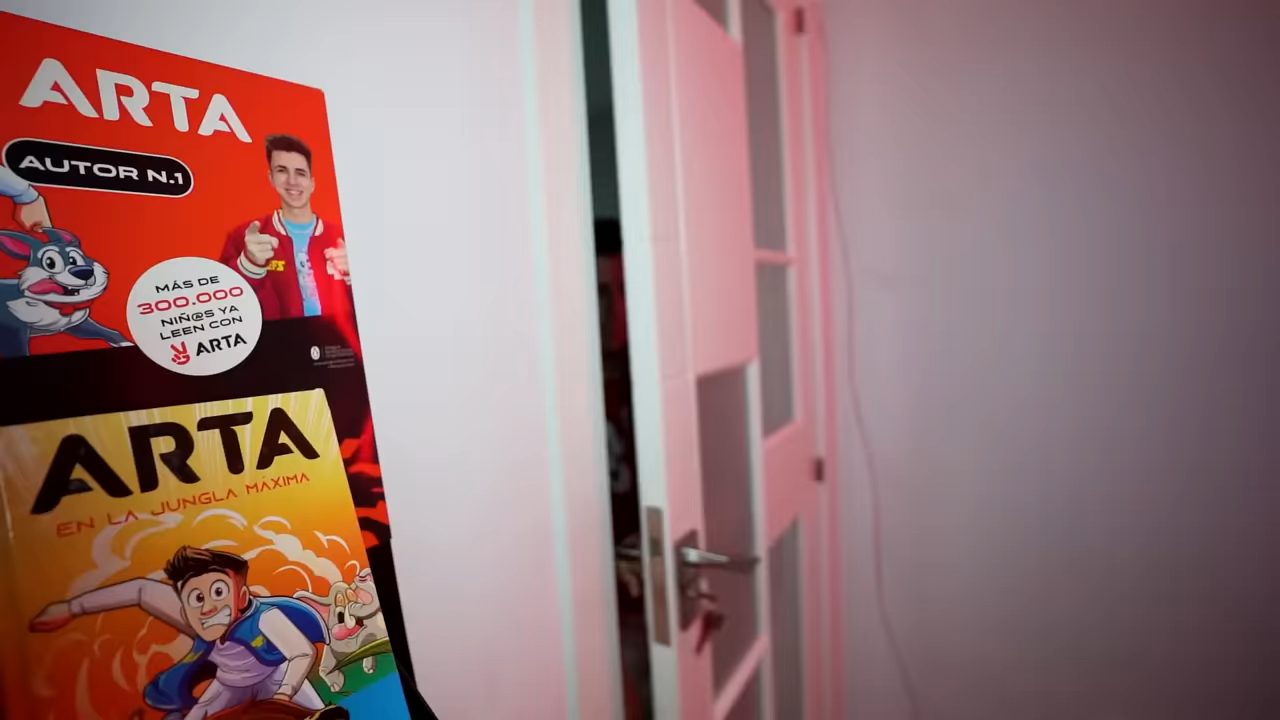 ARTA
AUTOR N.1
MÁS DE
300.000
NIÑ@S YA
LEEN CON
ARTA
ARTA
EN LA JUNGLA MÁXIMA